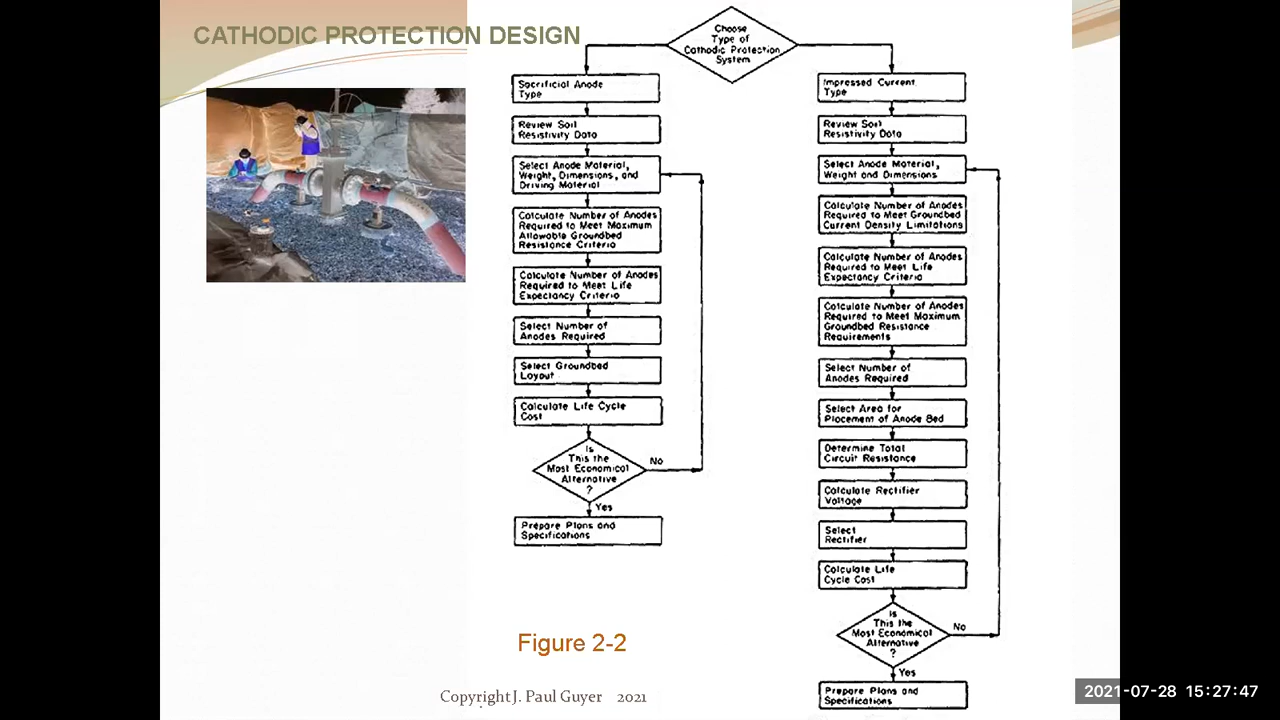 CATHODIC PROTECTION DESIGN
Choose
Type of
Cathodic Protection
System
Sacrificial Anode
Type
Review Soil
Resistivity Data
Select Anode Material,
Weight, Dimensions, and
Driving Material
Calculate Number of Anodes
Required to Meet Maximum
Allowable Groundbed
Resistance Criteria
Calculate Number of Anodes
Required to Meet Life
Expectancy Criteria
Select Number of
Anodes Required
Select Groundbed
Layout
Calculate Life Cycle
Cost
Is
This the
Most Economical
Alternative
?
No
Yes
Prepare Plans and
Specifications
Impressed Current
Type
Review Soil
Resistivity Data
Select Anode Material,
Weight and Dimensions
Calculate Number of Anodes
Required to Meet Groundbed
Current Density Limitations
Calculate Number of Anodes
Required to Meet Life
Expectancy Criteria
Calculate Number of Anodes
Required to Meet Maximum
Groundbed Resistance
Requirements
Select Number of
Anodes Required
Select Area for
Placement of Anode Bed
Determine Total
Circuit Resistance
Calculate Rectifier
Voltage
Select
Rectifier
Calculate Life
Cycle Cost
Is
This the
Most Economical
Alternative
?
No
Yes
Prepare Plans and
Specifications
Figure 2-2
Copyright J. Paul Guyer 2021
2021-07-28 15:27:47